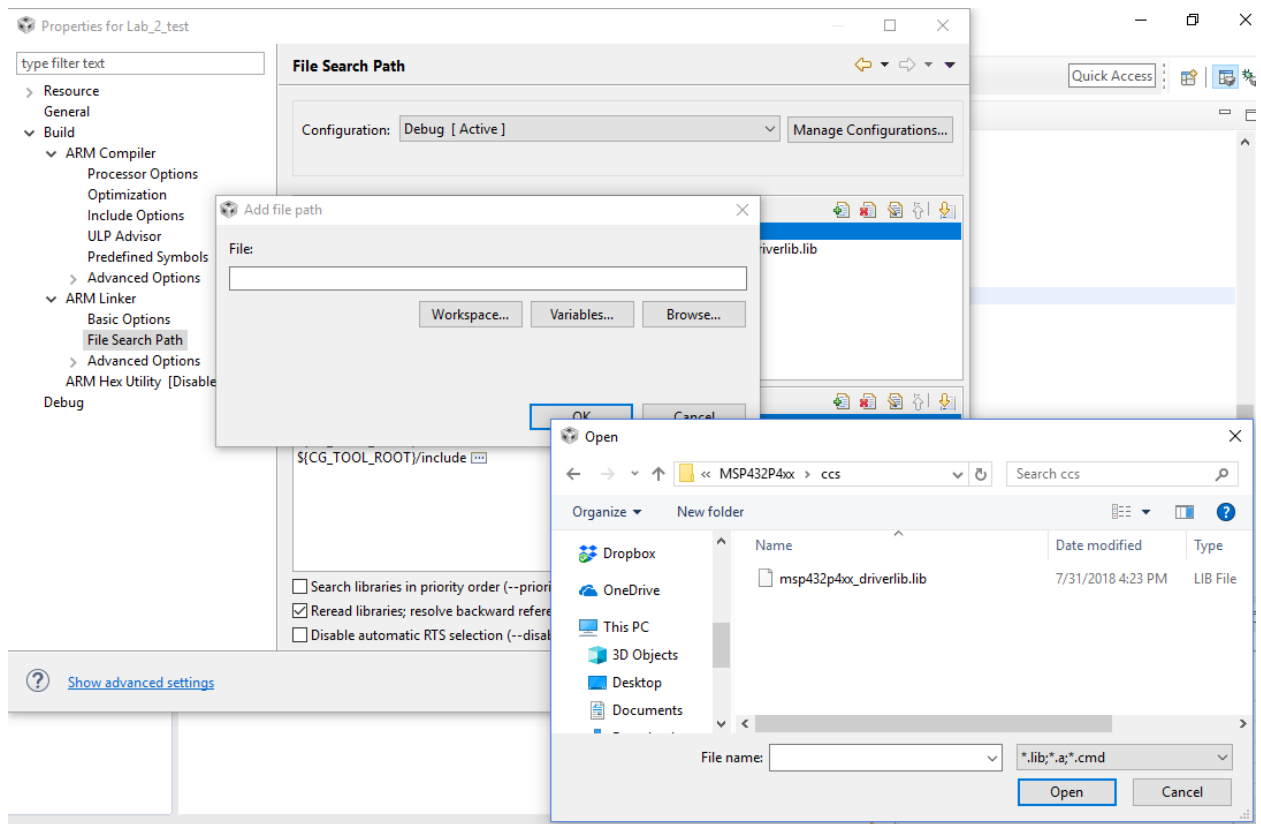 Properties for Lab_2_test
type filter text
Resource
General
Build
ARM Compiler
Processor Options
Optimization
Include Options
ULP Advisor
Predefined Symbols
Advanced Options
ARM Linker
Basic Options
File Search Path
Advanced Options
ARM Hex Utility [Disable
Debug
File Search Path
Configuration: Debug [ Active ]
Manage Configurations...
Quick Access
riverlib.lib
Add file path
File:
Workspace... Variables... Browse...
OK Cancel
${CG_TOOL_ROOT}/include
Search libraries in priority order (--priori
Reread libraries; resolve backward refere
Disable automatic RTS selection (--disab
? Show advanced settings
Open
« MSP432P4xx > ccs
Search ccs
Organize New folder
?
Dropbox
OneDrive
This PC
3D Objects
Desktop
Documents
Name Date modified Type
msp432p4xx_driverlib.lib 7/31/2018 4:23 PM LIB File
File name:
*.lib;*.a;*.cmd
Open Cancel